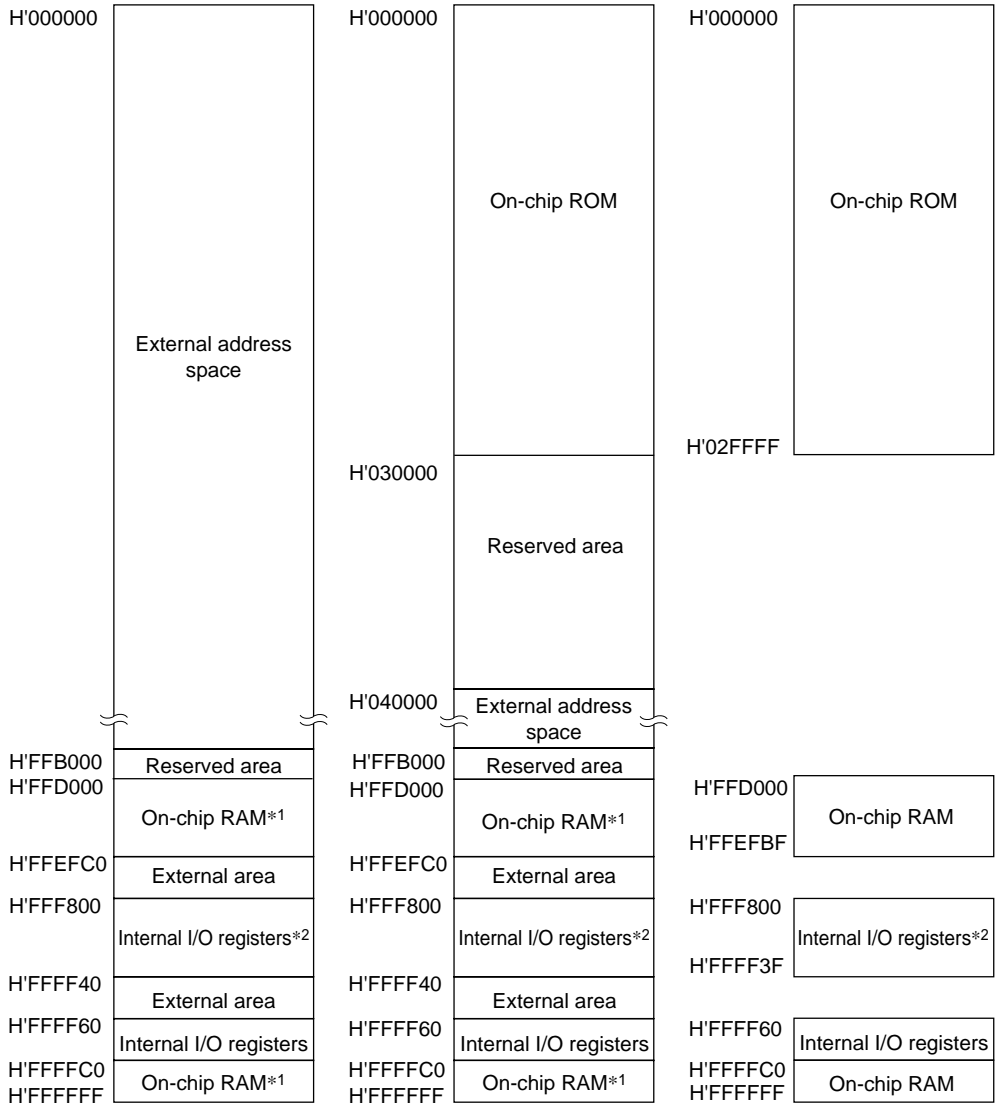 H'000000
External address
space
H'FFB000
Reserved area
H'FFD000
On-chip RAM*1
H'FFEFC0
External area
H'FFF800
Internal I/O registers*2
H'FFFF40
External area
H'FFFF60
Internal I/O registers
H'FFFFC0
On-chip RAM*1
H'FFFFFF
H'000000
On-chip ROM
H'030000
Reserved area
H'040000
External address
space
H'FFB000
Reserved area
H'FFD000
On-chip RAM*1
H'FFEFC0
External area
H'FFF800
Internal I/O registers*2
H'FFFF40
External area
H'FFFF60
Internal I/O registers
H'FFFFC0
On-chip RAM*1
H'FFFFFF
H'000000
On-chip ROM
H'02FFFF
H'FFD000
On-chip RAM
H'FFEFBF
H'FFF800
Internal I/O registers*2
H'FFFF3F
H'FFFF60
Internal I/O registers
H'FFFFC0
On-chip RAM
H'FFFFFF